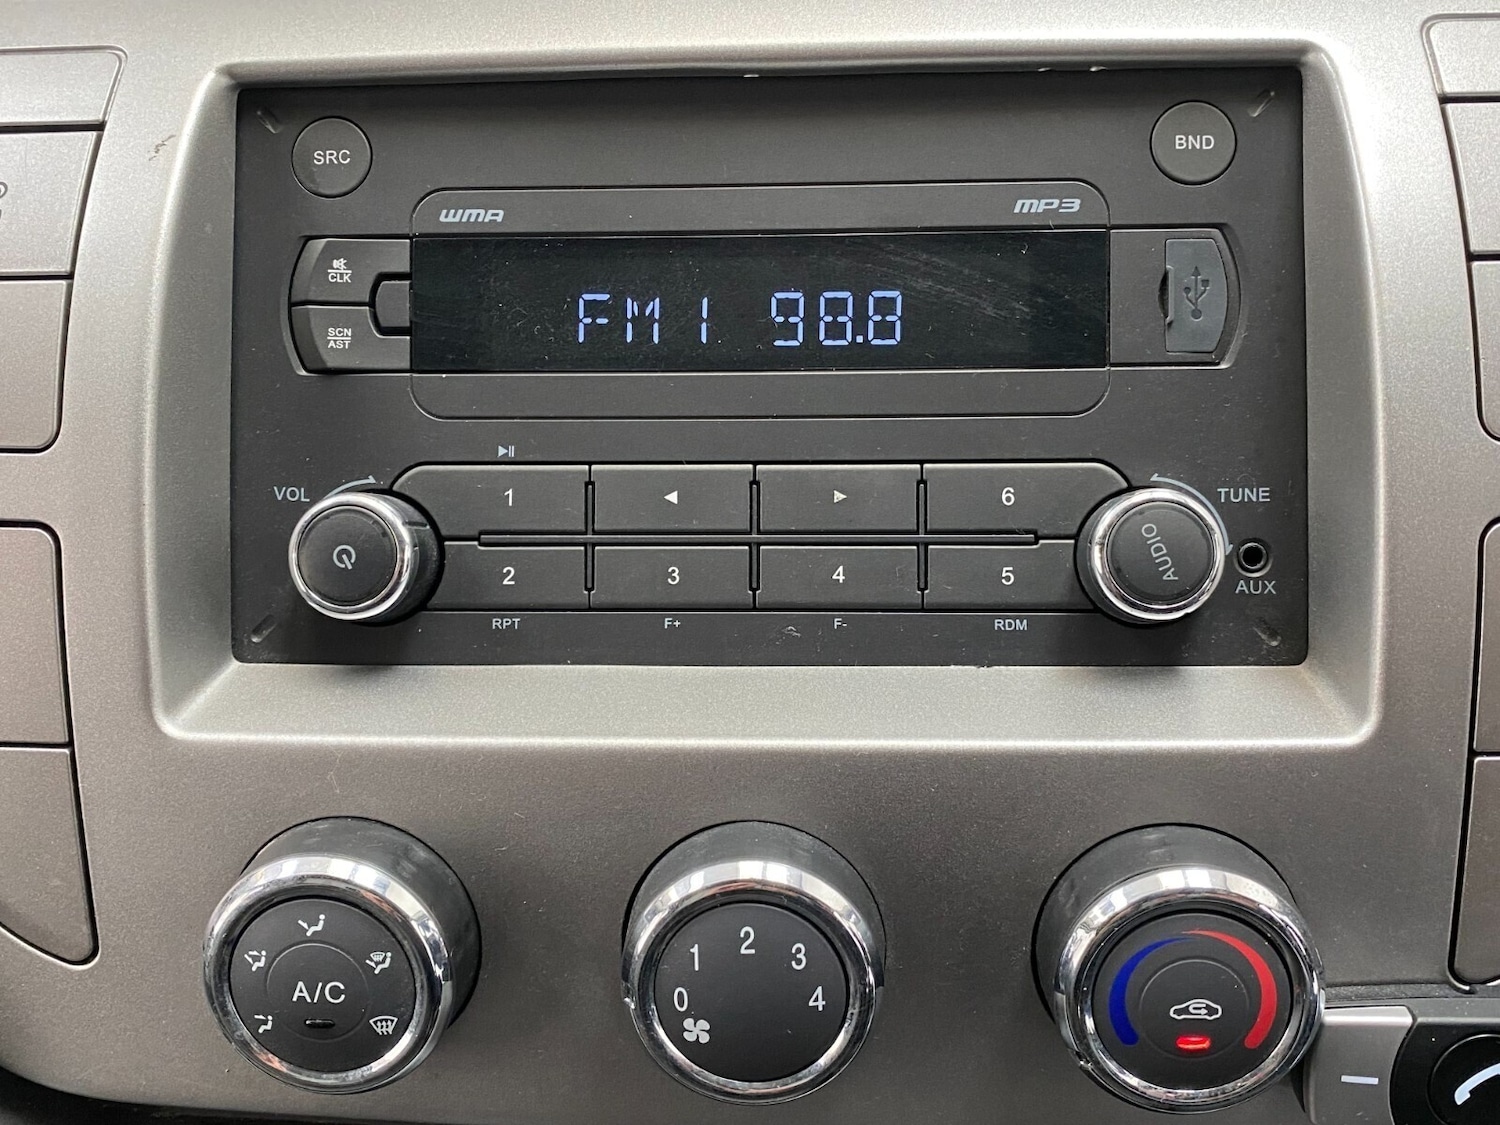 SRC
BND
WMA
MP3
CLK
SCN
AST
FM1 98.8
VOL
1
6
TUNE
AUDIO
AUX
2
3
4
5
RPT
F+
F-
RDM
A/C
0
1
2
3
4